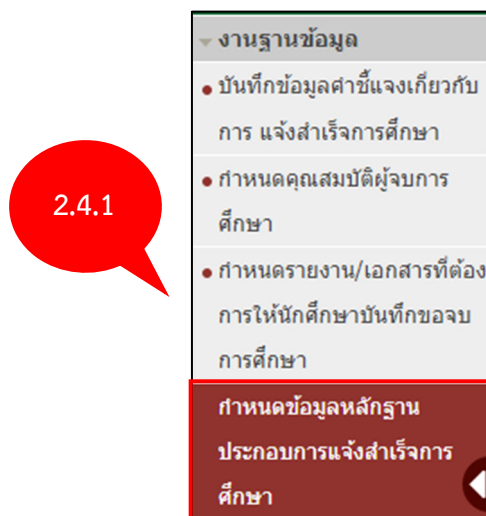 งานฐานข้อมูล
บันทึกข้อมูลคำชี้แจงเกี่ยวกับ
การ แจ้งสำเร็จการศึกษา
กำหนดคุณสมบัติผู้จบการ
ศึกษา
2.4.1
กำหนดรายงาน/เอกสารที่ต้อง
การให้นักศึกษาบันทึกขอจบ
การศึกษา
กำหนดข้อมูลหลักฐาน
ประกอบการแจ้งสำเร็จการ
ศึกษา